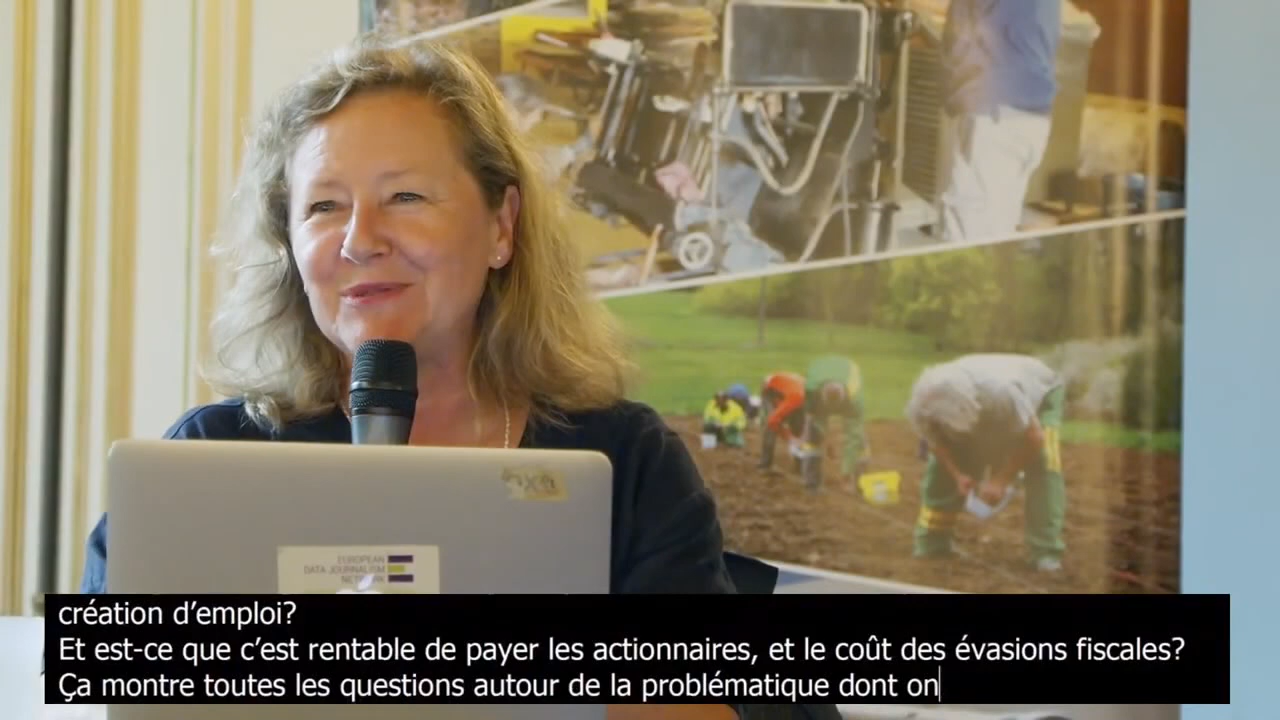 EUROPEAN
DATA JOURNALISM
NETWORK
création d'emploi?
Et est-ce que c'est rentable de payer les actionnaires, et le coût des évasions fiscales?
Ça montre toutes les questions autour de la problématique dont on